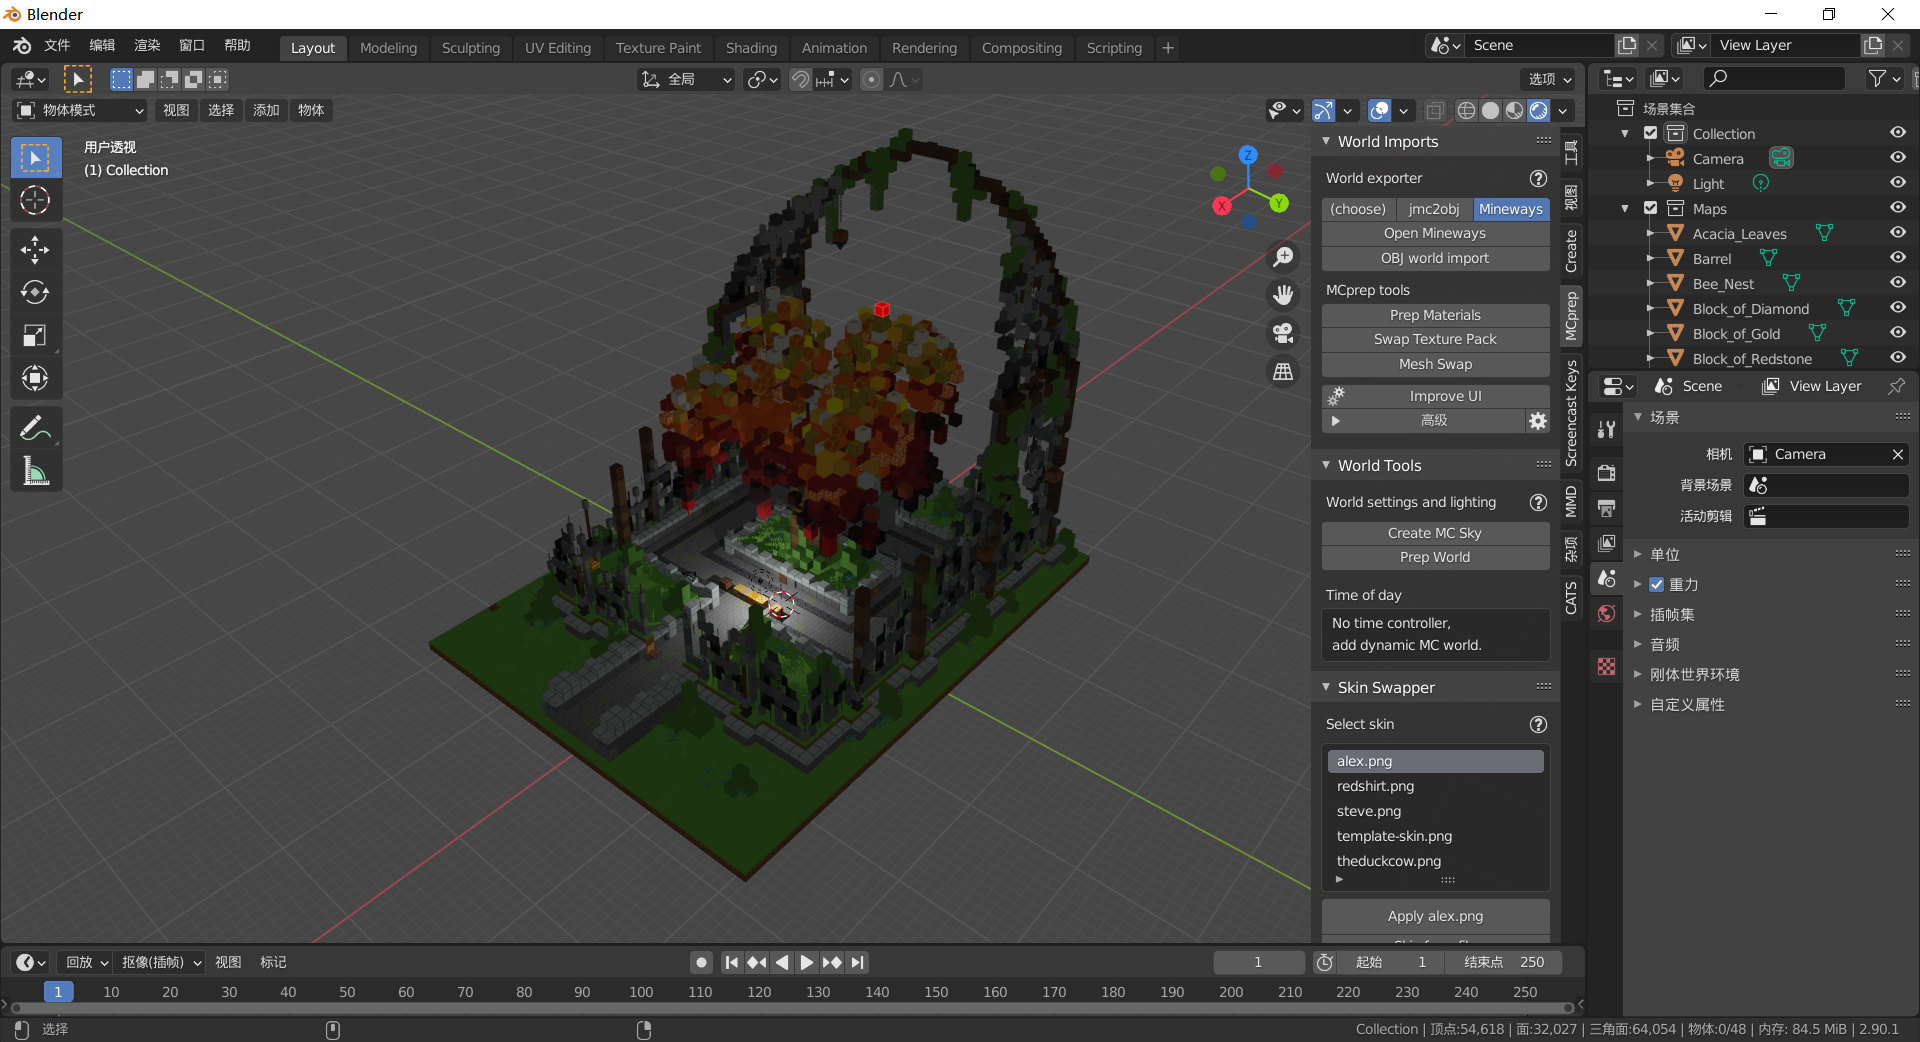 Blender
文件 编辑 渲染 窗口 帮助 Layout Modeling Sculpting UV Editing Texture Paint Shading Animation Rendering Compositing Scripting + Scene View Layer
全局 选项
物体模式 视图 选择 添加 物体
用户透视
(1) Collection
Z
X
Y
World Imports
World exporter
(choose) jmc2obj Mineways
Open Mineways
OBJ world import
MCprep tools
Prep Materials
Swap Texture Pack
Mesh Swap
Improve UI
高级
World Tools
World settings and lighting
Create MC Sky
Prep World
Time of day
No time controller,
add dynamic MC world.
Skin Swapper
Select skin
alex.png
redshirt.png
steve.png
template-skin.png
theduckcow.png
Apply alex.png
工具
视图
Create
MCprep
Screencast Keys
MMD
杂项
CATS
场景集合
Collection
Camera
Light
Maps
Acacia_Leaves
Barrel
Bee_Nest
Block_of_Diamond
Block_of_Gold
Block_of_Redstone
Scene View Layer
场景
相机 Camera
背景场景
活动剪辑
单位
重力
插帧集
音频
刚体世界环境
自定义属性
回放 抠像(插帧) 视图 标记 1 起始 1 结束点 250
1 10 20 30 40 50 60 70 80 90 100 110 120 130 140 150 160 170 180 190 200 210 220 230 240 250
选择 Collection | 顶点:54,618 | 面:32,027 | 三角面:64,054 | 物体:0/48 | 内存: 84.5 MiB | 2.90.1